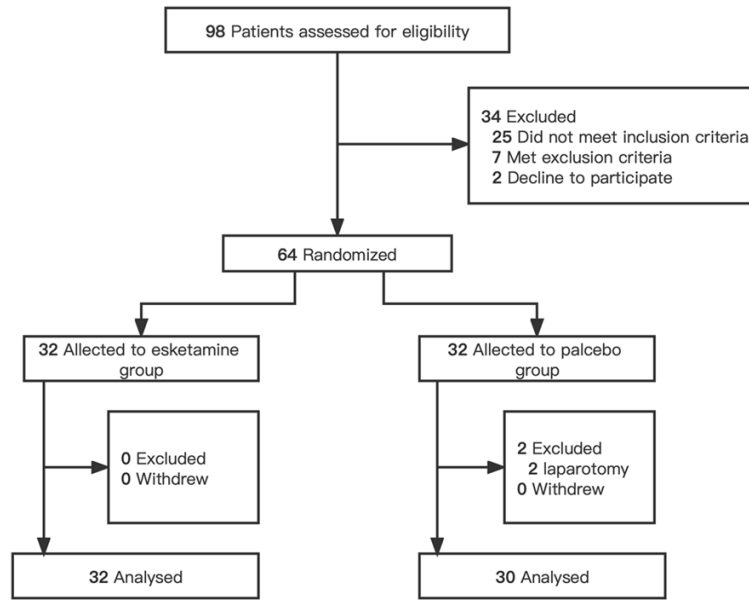 98 Patients assessed for eligibility
34 Excluded
25 Did not meet inclusion criteria
7 Met exclusion criteria
2 Decline to participate
64 Randomized
32 Allected to esketamine
group
32 Allected to palcebo
group
0 Excluded
0 Withdrew
2 Excluded
2 laparotomy
0 Withdrew
32 Analysed
30 Analysed